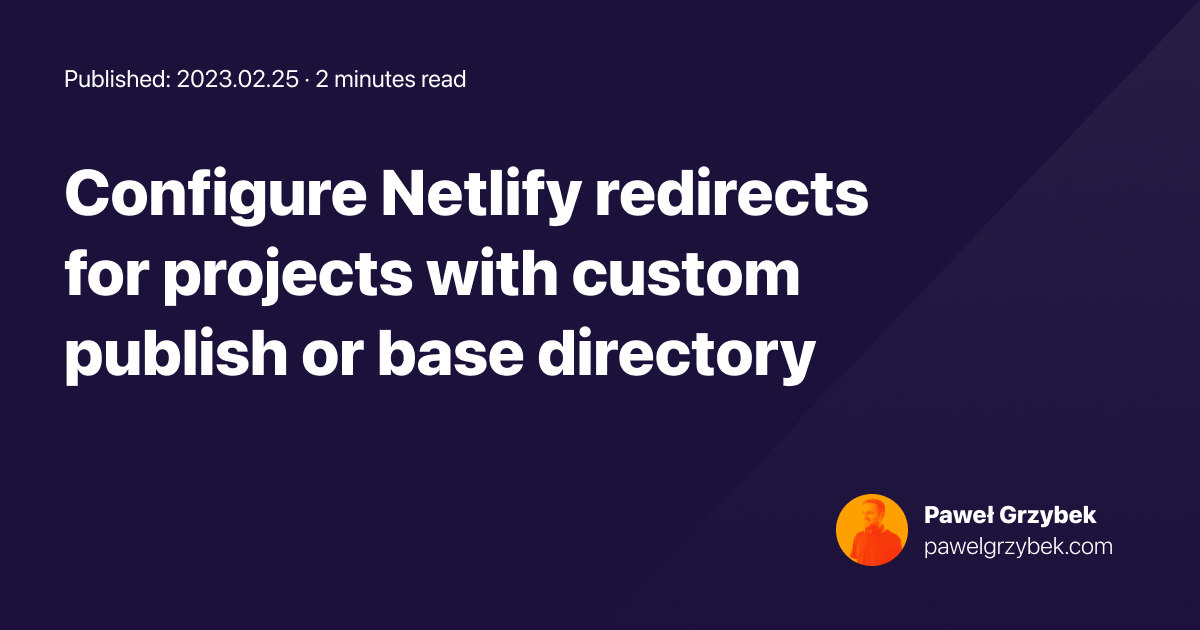 Published: 2023.02.25 · 2 minutes read
Configure Netlify redirects
for projects with custom
publish or base directory
Paweł Grzybek
pawelgrzybek.com